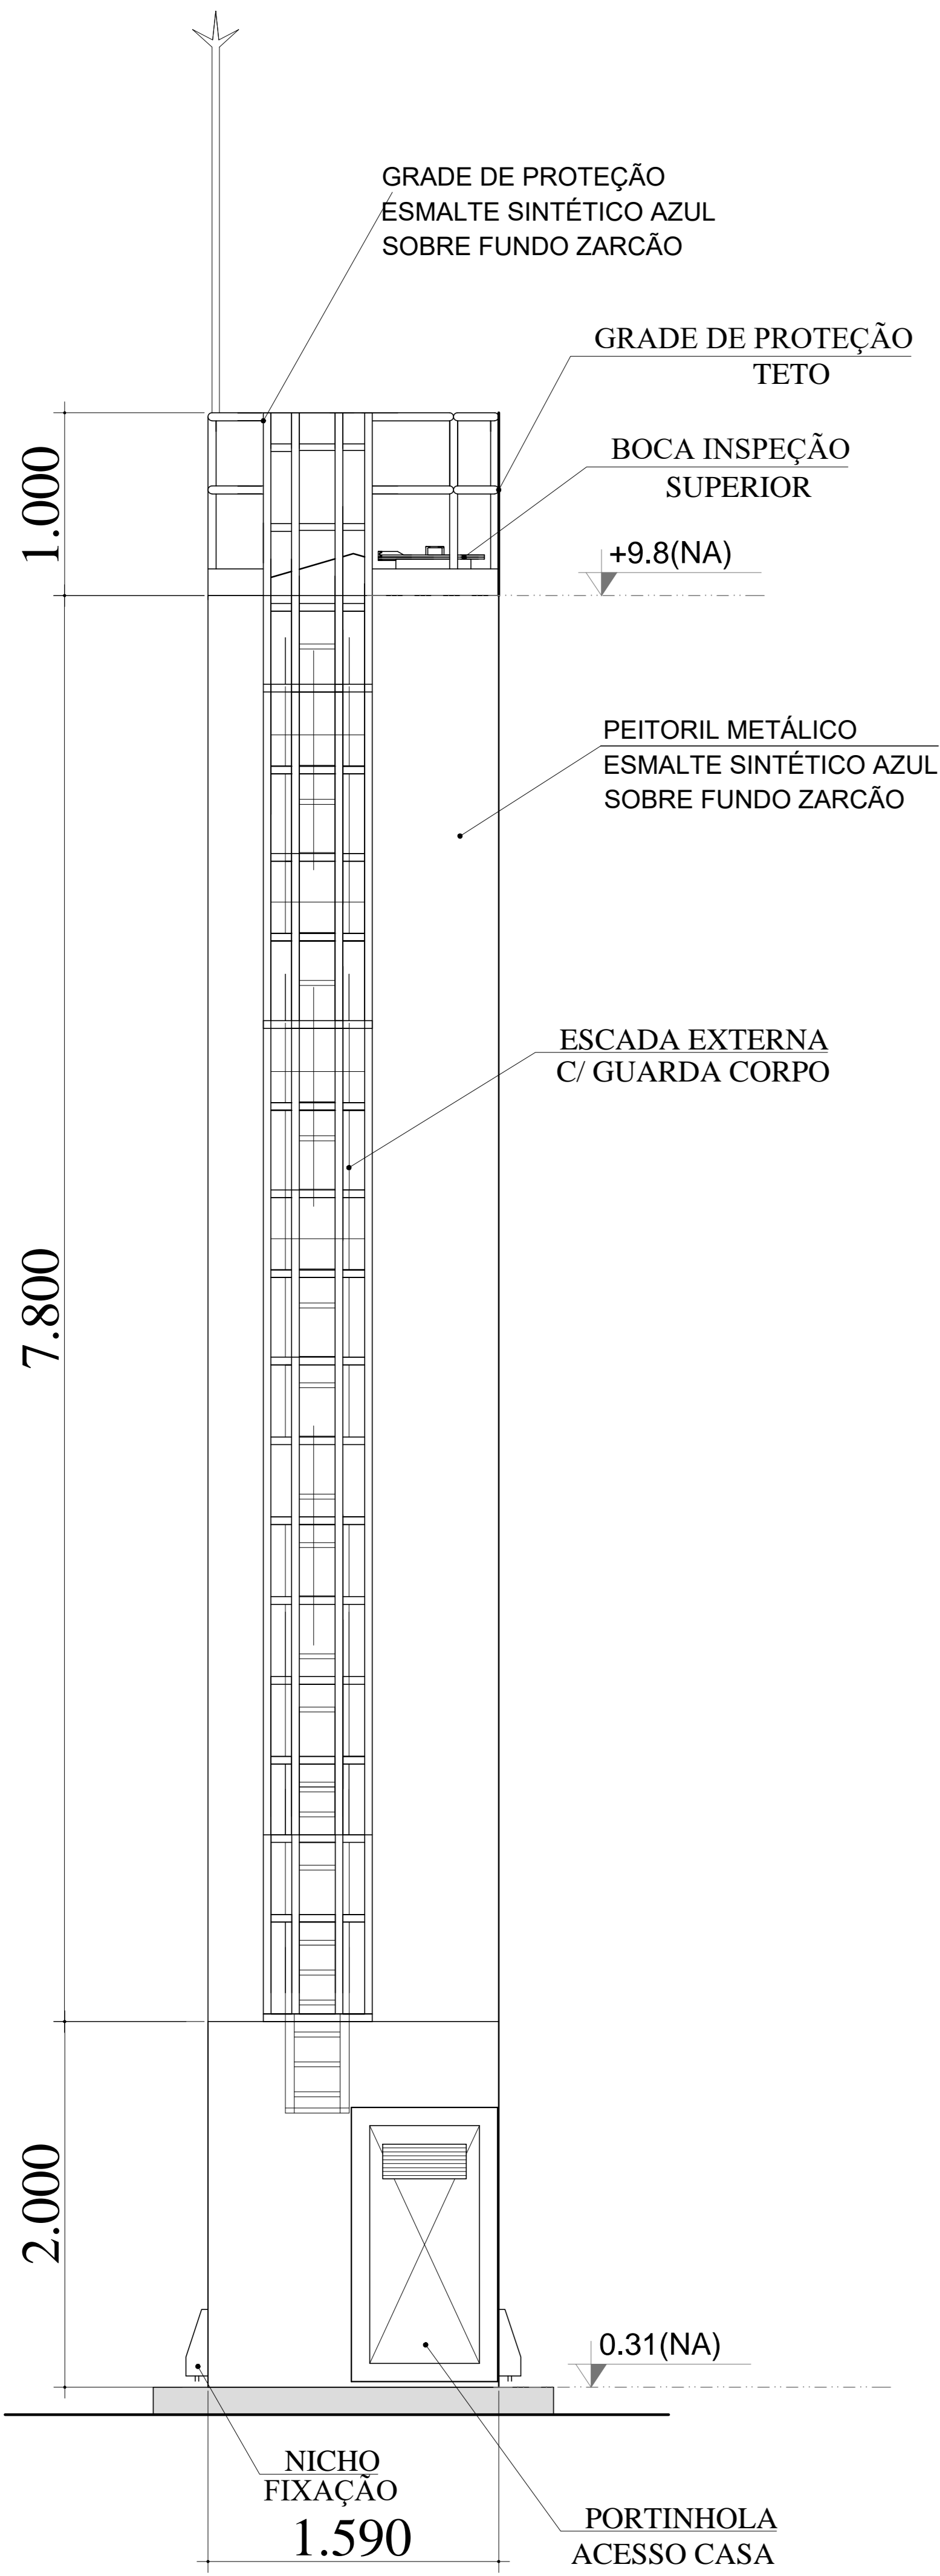 GRADE DE PROTEÇÃO
ESMALTE SINTÉTICO AZUL
SOBRE FUNDO ZARCÃO
GRADE DE PROTEÇÃO
TETO
BOCA INSPEÇÃO
SUPERIOR
1.000
+9.8(NA)
PEITORIL METÁLICO
ESMALTE SINTÉTICO AZUL
SOBRE FUNDO ZARCÃO
ESCADA EXTERNA
C/ GUARDA CORPO
7.800
2.000
0.31(NA)
NICHO
FIXAÇÃO
1.590
PORTINHOLA
ACESSO CASA